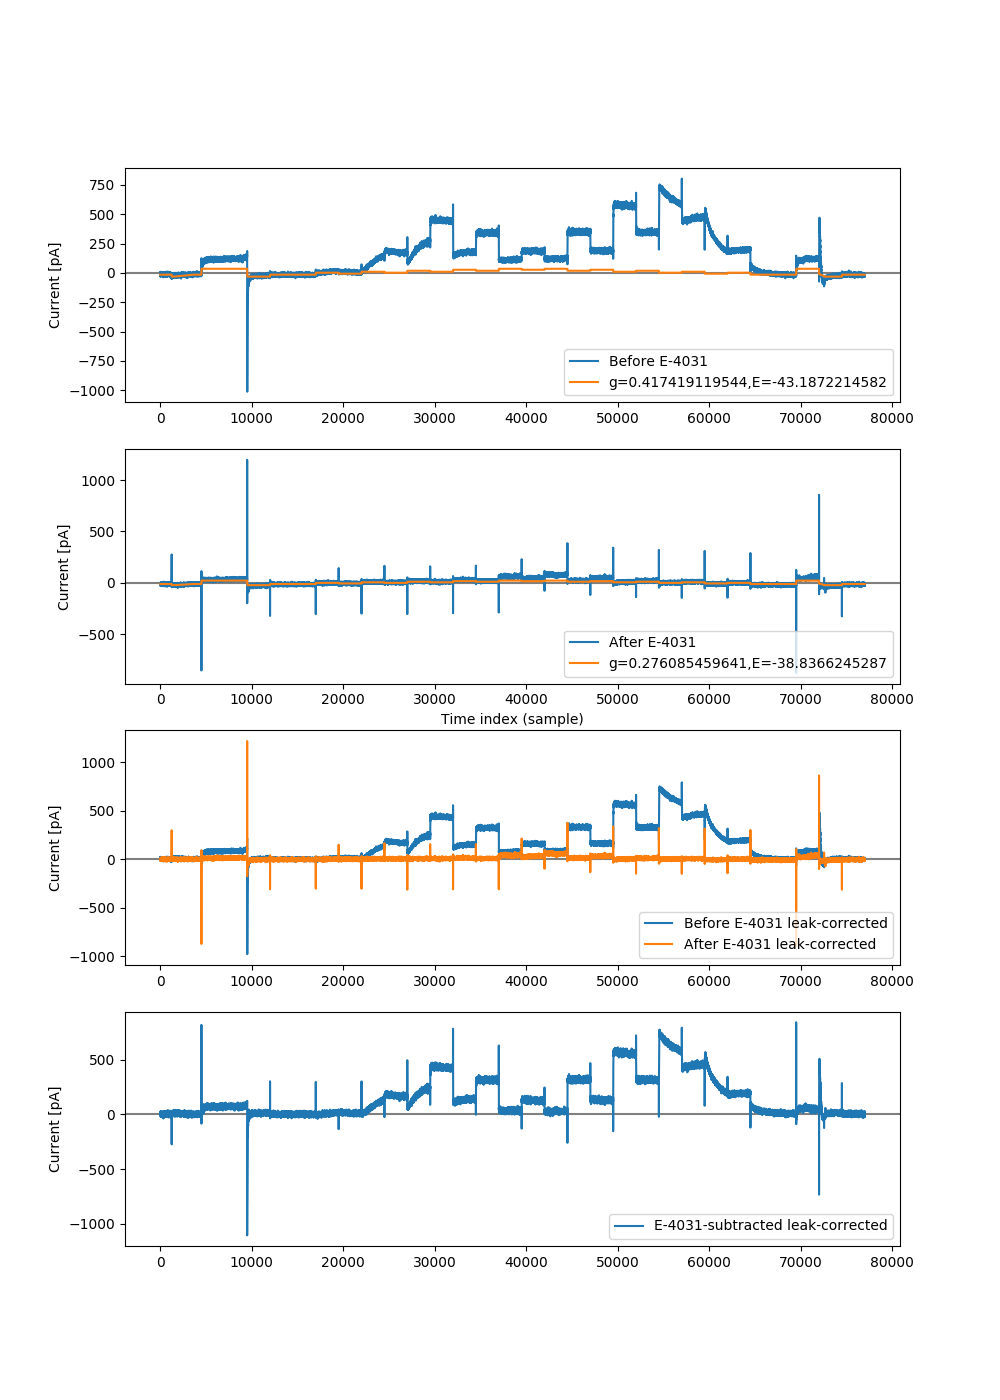 750
500
250
0
−250
−500
−750
−1000
Current [pA]
Before E-4031
g=0.417419119544,E=-43.1872214582
0 10000 20000 30000 40000 50000 60000 70000 80000
1000
500
0
−500
Current [pA]
After E-4031
g=0.276085459641,E=-38.8366245287
0 10000 20000 30000 40000 50000 60000 70000 80000
Time index (sample)
1000
500
0
−500
−1000
Current [pA]
Before E-4031 leak-corrected
After E-4031 leak-corrected
0 10000 20000 30000 40000 50000 60000 70000 80000
500
0
−500
−1000
Current [pA]
E-4031-subtracted leak-corrected
0 10000 20000 30000 40000 50000 60000 70000 80000